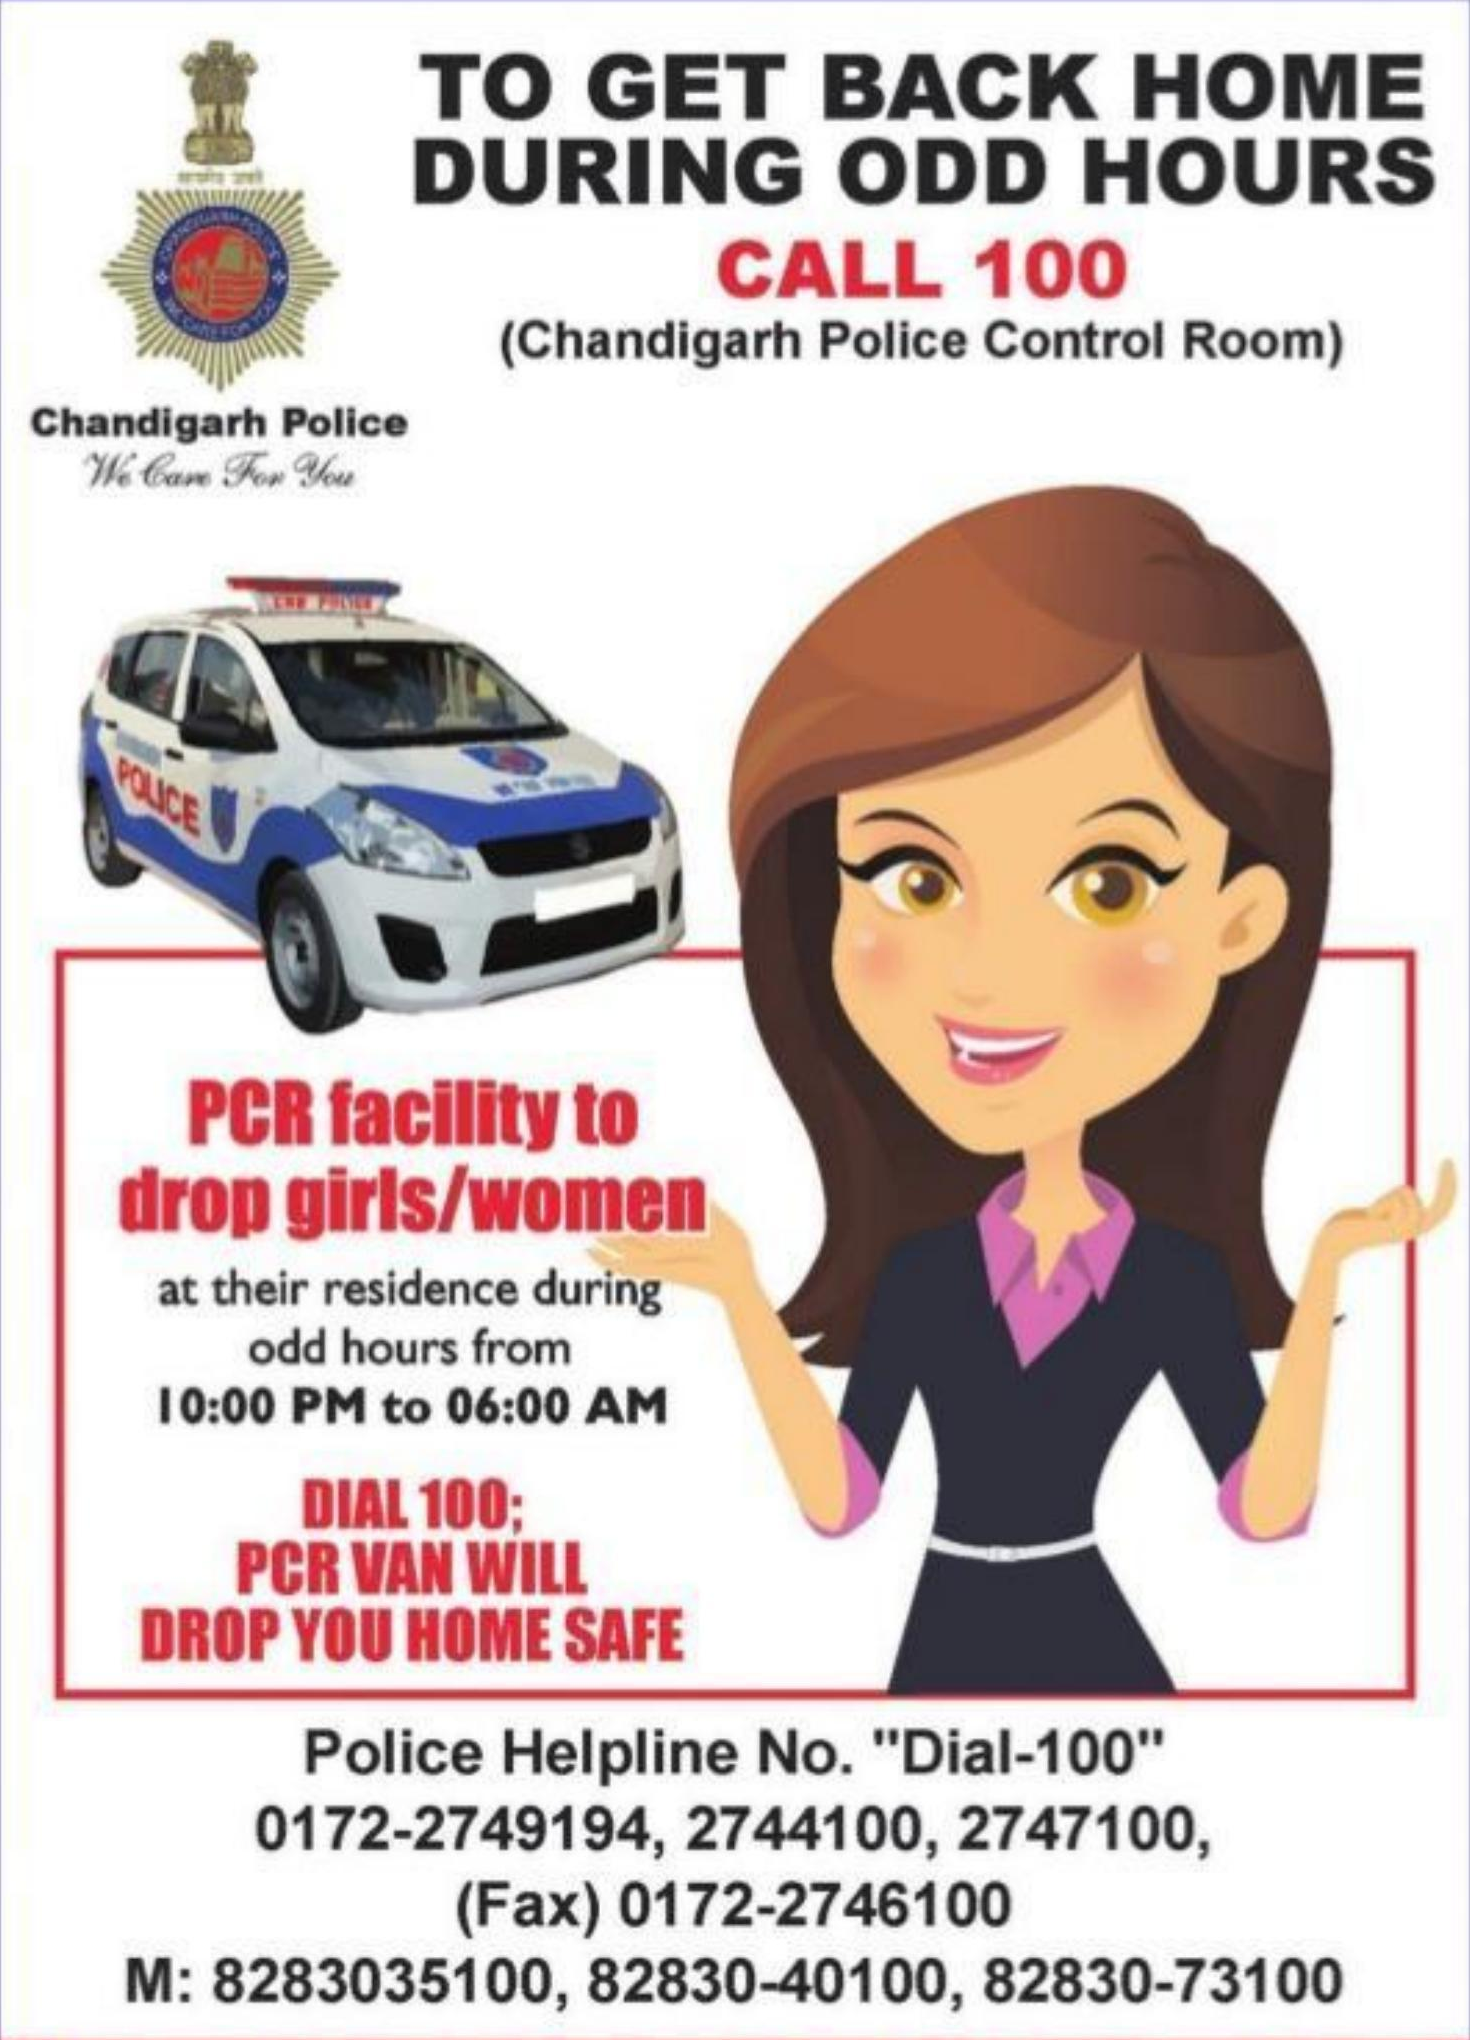 TO GET BACK HOME
DURING ODD HOURS
CALL 100
(Chandigarh Police Control Room)
Chandigarh Police
We Care For You
POLICE
PCR facility to
drop girls/women
at their residence during
odd hours from
10:00 PM to 06:00 AM
DIAL 100;
PCR VAN WILL
DROP YOU HOME SAFE
Police Helpline No. "Dial-100"
0172-2749194, 2744100, 2747100,
(Fax) 0172-2746100
M: 8283035100, 82830-40100, 82830-73100